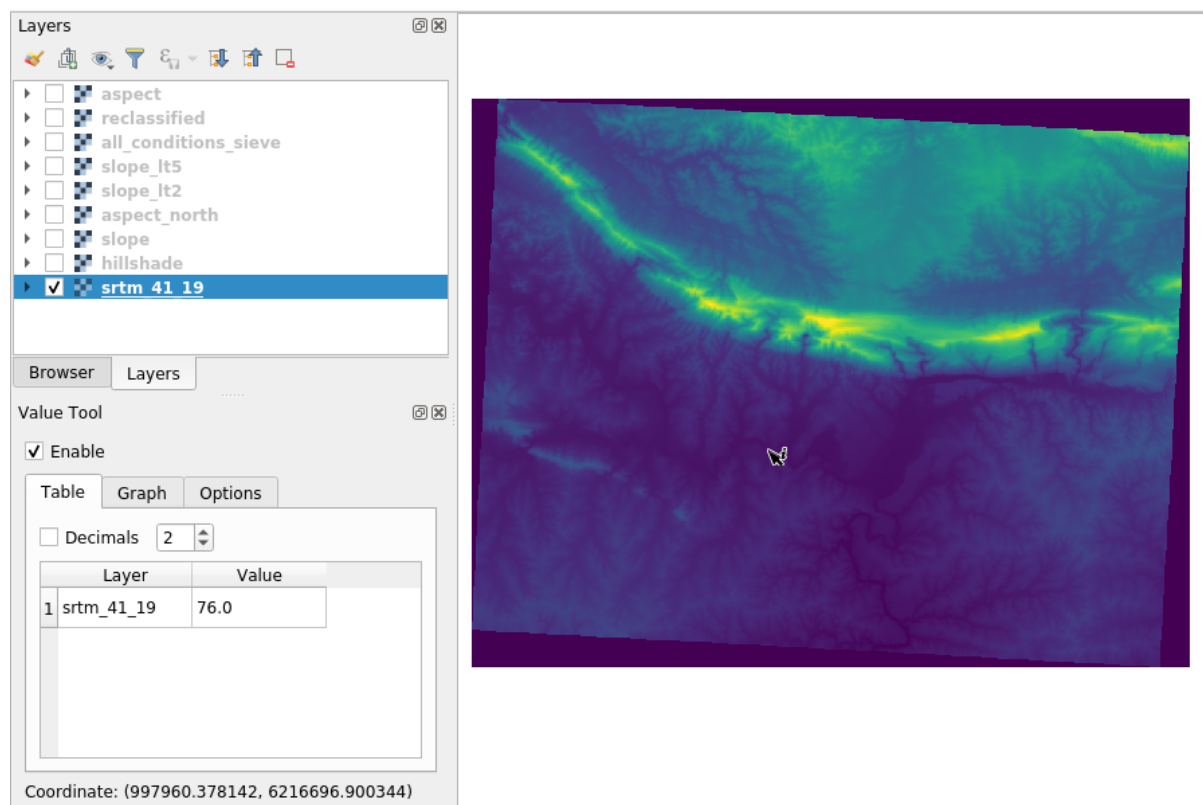 Layers
aspect
reclassified
all_conditions_sieve
slope_lt5
slope_lt2
aspect_north
slope
hillshade
srtm_41_19
Browser Layers
Value Tool
Enable
Table Graph Options
Decimals 2
Layer Value
1 srtm_41_19 76.0
Coordinate: (997960.378142, 6216696.900344)